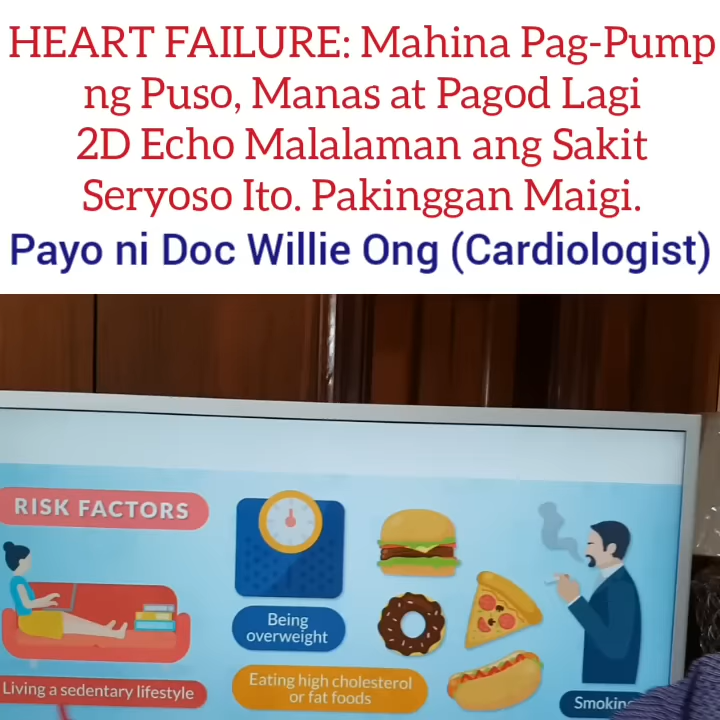 HEART FAILURE: Mahina Pag-Pump
ng Puso, Manas at Pagod Lagi
2D Echo Malalaman ang Sakit
Seryoso Ito. Pakinggan Maigi.
Payo ni Doc Willie Ong (Cardiologist)
RISK FACTORS
Being
overweight
Living a sedentary lifestyle
Eating high cholesterol
or fat foods
Smokin